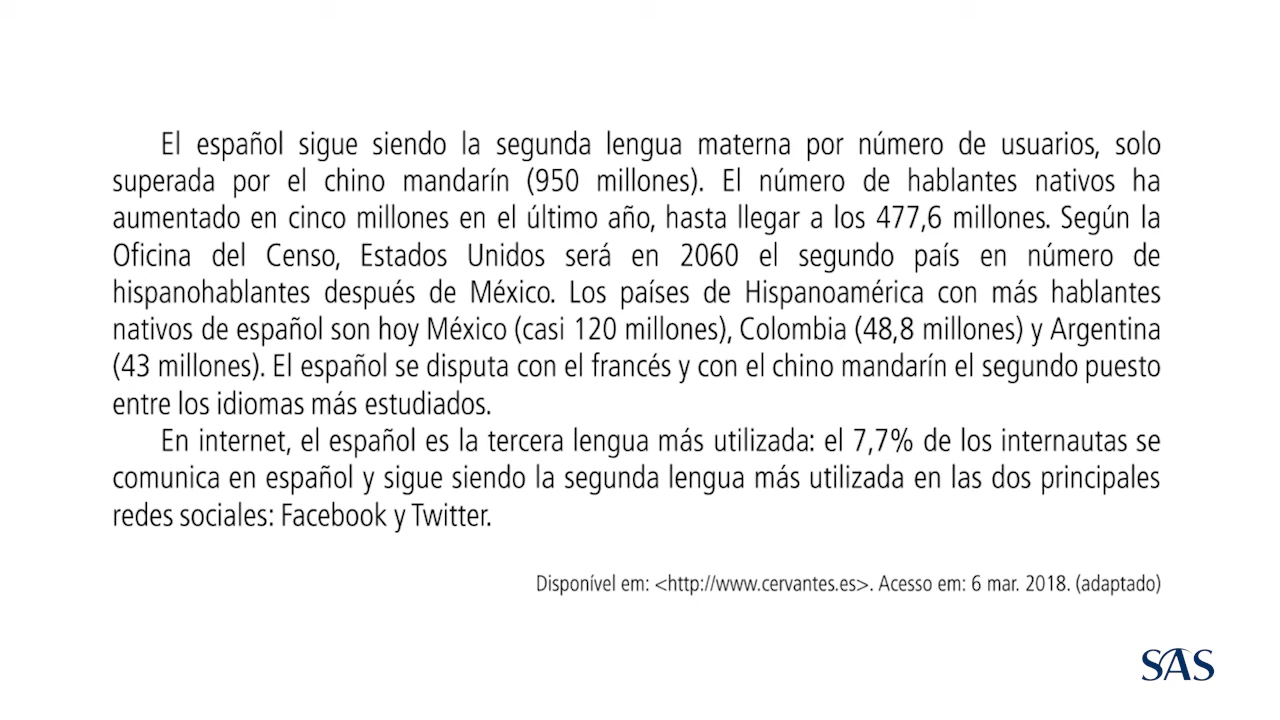 El español sigue siendo la segunda lengua materna por número de usuarios, solo
superada por el chino mandarín (950 millones). El número de hablantes nativos ha
aumentado en cinco millones en el último año, hasta llegar a los 477,6 millones. Según la
Oficina del Censo, Estados Unidos será en 2060 el segundo país en número de
hispanohablantes después de México. Los países de Hispanoamérica con más hablantes
nativos de español son hoy México (casi 120 millones), Colombia (48,8 millones) y Argentina
(43 millones). El español se disputa con el francés y con el chino mandarín el segundo puesto
entre los idiomas más estudiados.
En internet, el español es la tercera lengua más utilizada: el 7,7% de los internautas se
comunica en español y sigue siendo la segunda lengua más utilizada en las dos principales
redes sociales: Facebook y Twitter.
Disponível em: <http://www.cervantes.es>. Acesso em: 6 mar. 2018. (adaptado)
SAS